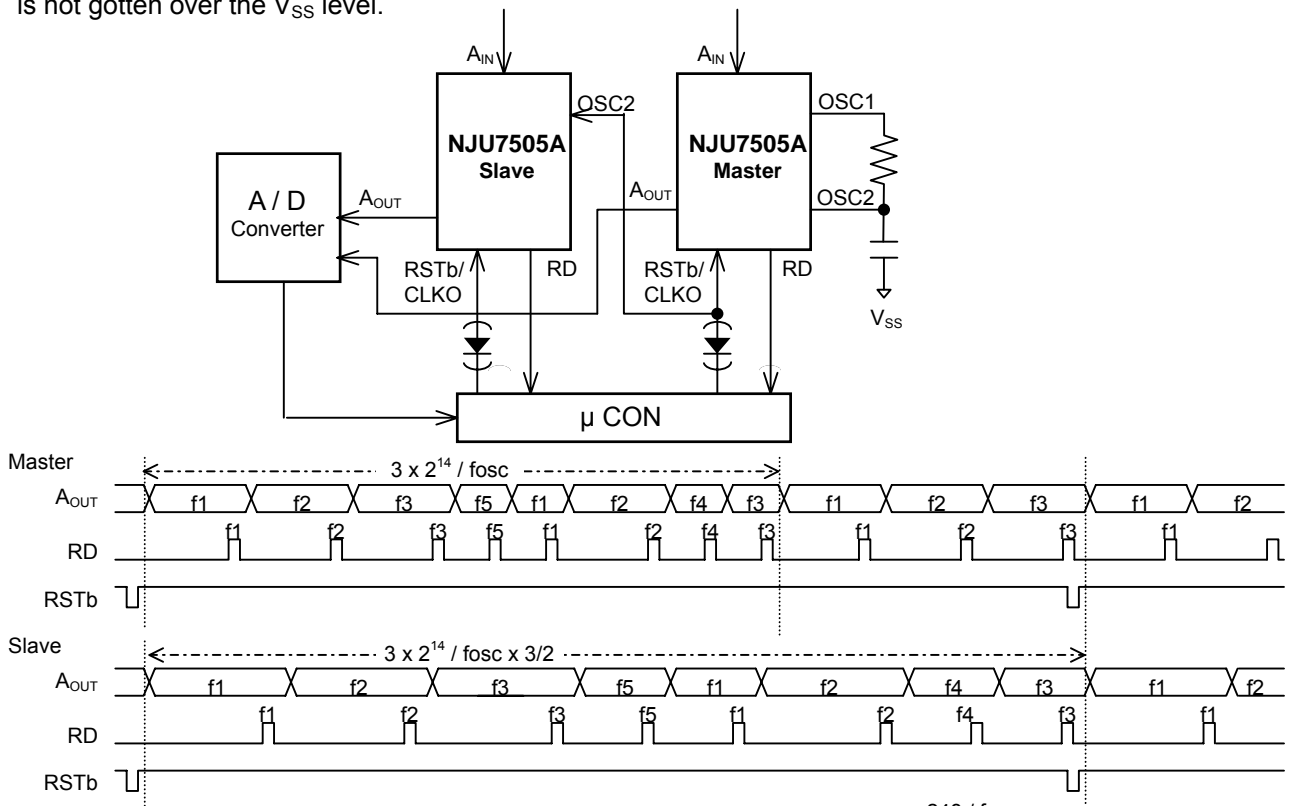 is not gotten over the VSS level.
AIN AIN
OSC2 OSC1
NJU7505A NJU7505A
Slave Master
A / D
Converter
AOUT AOUT OSC2
RSTb/ RD RSTb/ RD
CLKO CLKO
VSS
µ CON
Master
3 x 2^14 / fosc
AOUT f1 f2 f3 f5 f1 f2 f4 f3 f1 f2 f3 f1 f2
f1 f2 f3 f5 f1 f2 f4 f3 f1 f2 f3 f1
RD
RSTb
Slave
3 x 2^14 / fosc x 3/2
AOUT f1 f2 f3 f5 f1 f2 f4 f3 f1 f2
f1 f2 f3 f5 f1 f2 f4 f3 f1
RD
RSTb